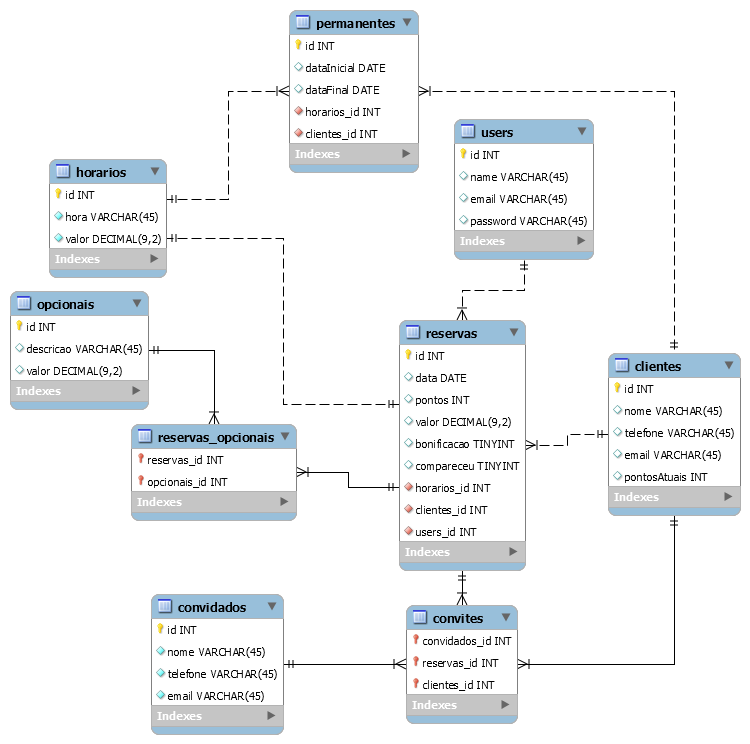 permanentes
id INT
dataInicial DATE
dataFinal DATE
horarios_id INT
clientes_id INT
Indexes
users
id INT
name VARCHAR(45)
email VARCHAR(45)
password VARCHAR(45)
Indexes
horarios
id INT
hora VARCHAR(45)
valor DECIMAL(9,2)
Indexes
opcionais
id INT
descricao VARCHAR(45)
valor DECIMAL(9,2)
Indexes
reservas
id INT
data DATE
pontos INT
valor DECIMAL(9,2)
bonificacao TINYINT
compareceu TINYINT
horarios_id INT
clientes_id INT
users_id INT
Indexes
clientes
id INT
nome VARCHAR(45)
telefone VARCHAR(45)
email VARCHAR(45)
pontosAtuais INT
Indexes
reservas_opcionais
reservas_id INT
opcionais_id INT
Indexes
convidados
id INT
nome VARCHAR(45)
telefone VARCHAR(45)
email VARCHAR(45)
Indexes
convites
convidados_id INT
reservas_id INT
clientes_id INT
Indexes